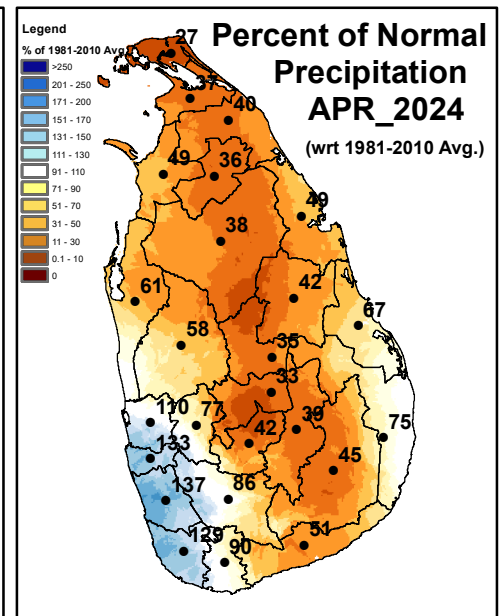 Legend
% of 1981-2010 Avg.
>250
201 - 250
171 - 200
151 - 170
131 - 150
111 - 130
91 - 110
71 - 90
51 - 70
31 - 50
11 - 30
0.1 - 10
0
Percent of Normal
Precipitation
APR_2024
(wrt 1981-2010 Avg.)
27
37
40
49
36
49
38
42
61
67
58
35
33
110
77
39
75
133
42
45
137
86
129
90
51